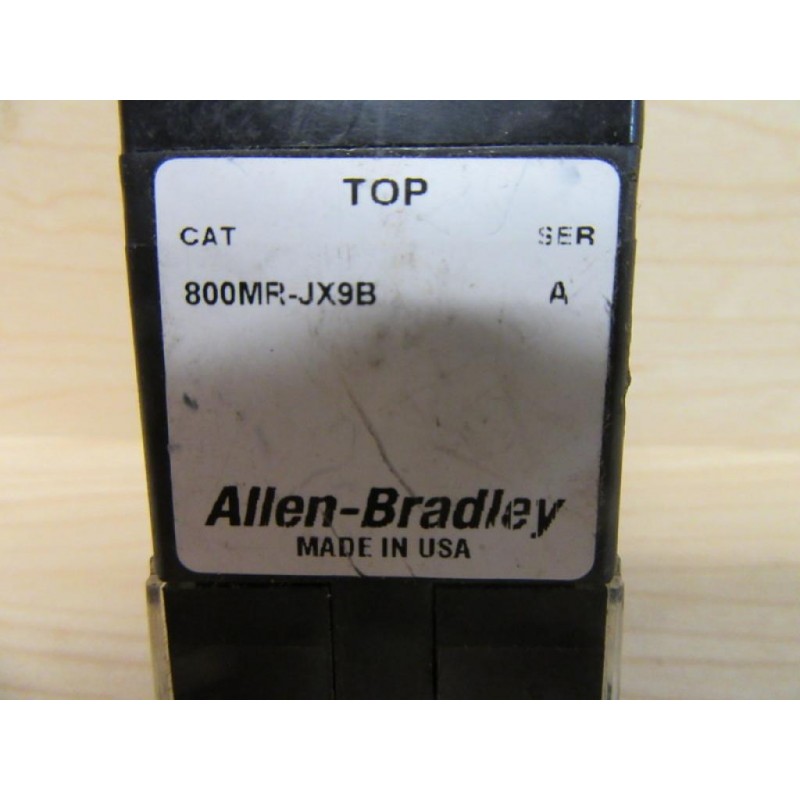 TOP
CAT SER
800MR-JX9B A
Allen-Bradley
MADE IN USA